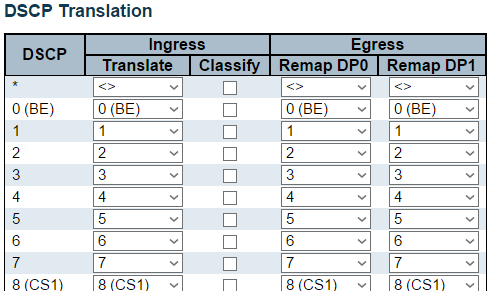 DSCP Translation
DSCP Ingress Egress
Translate Classify Remap DP0 Remap DP1
* <> <> <>
0 (BE) 0 (BE) 0 (BE) 0 (BE)
1 1 1 1
2 2 2 2
3 3 3 3
4 4 4 4
5 5 5 5
6 6 6 6
7 7 7 7
8 (CS1) 8 (CS1) 8 (CS1) 8 (CS1)